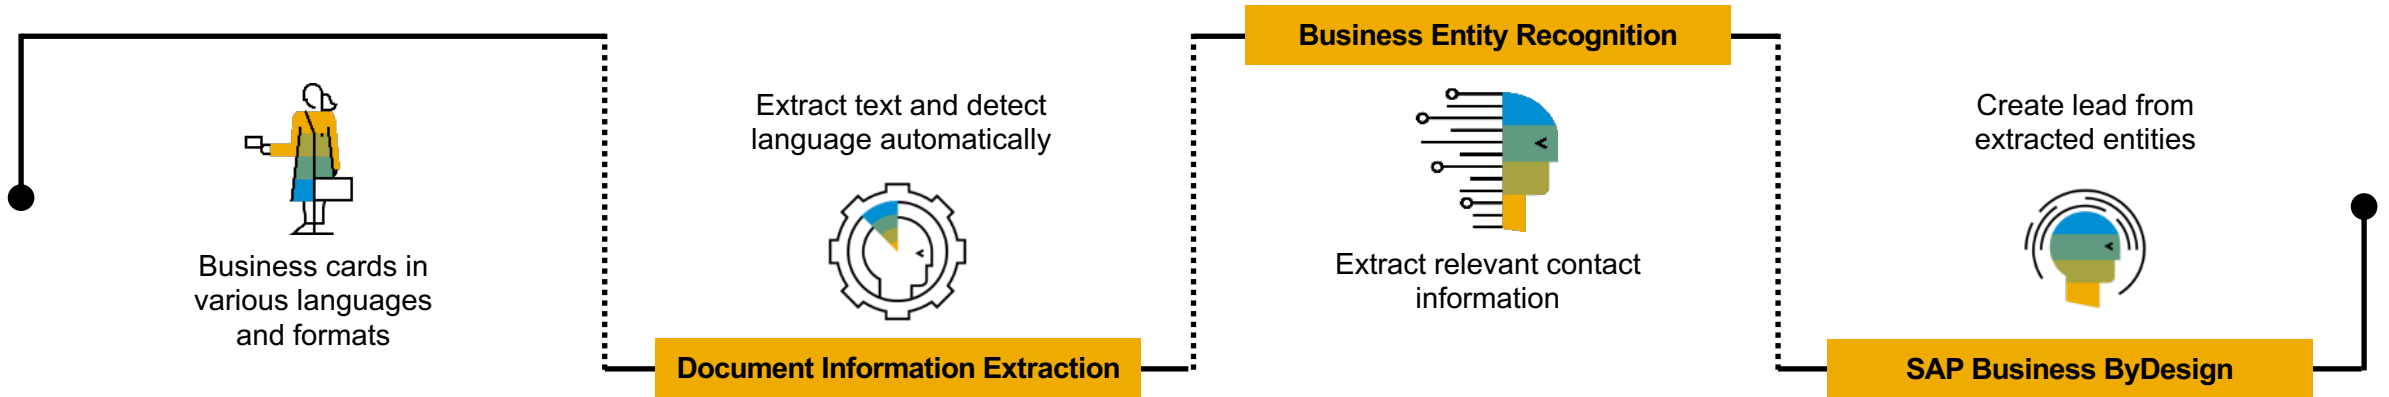 Business cards in
various languages
and formats
Extract text and detect
language automatically
Document Information Extraction
Business Entity Recognition
Extract relevant contact
information
Create lead from
extracted entities
SAP Business ByDesign